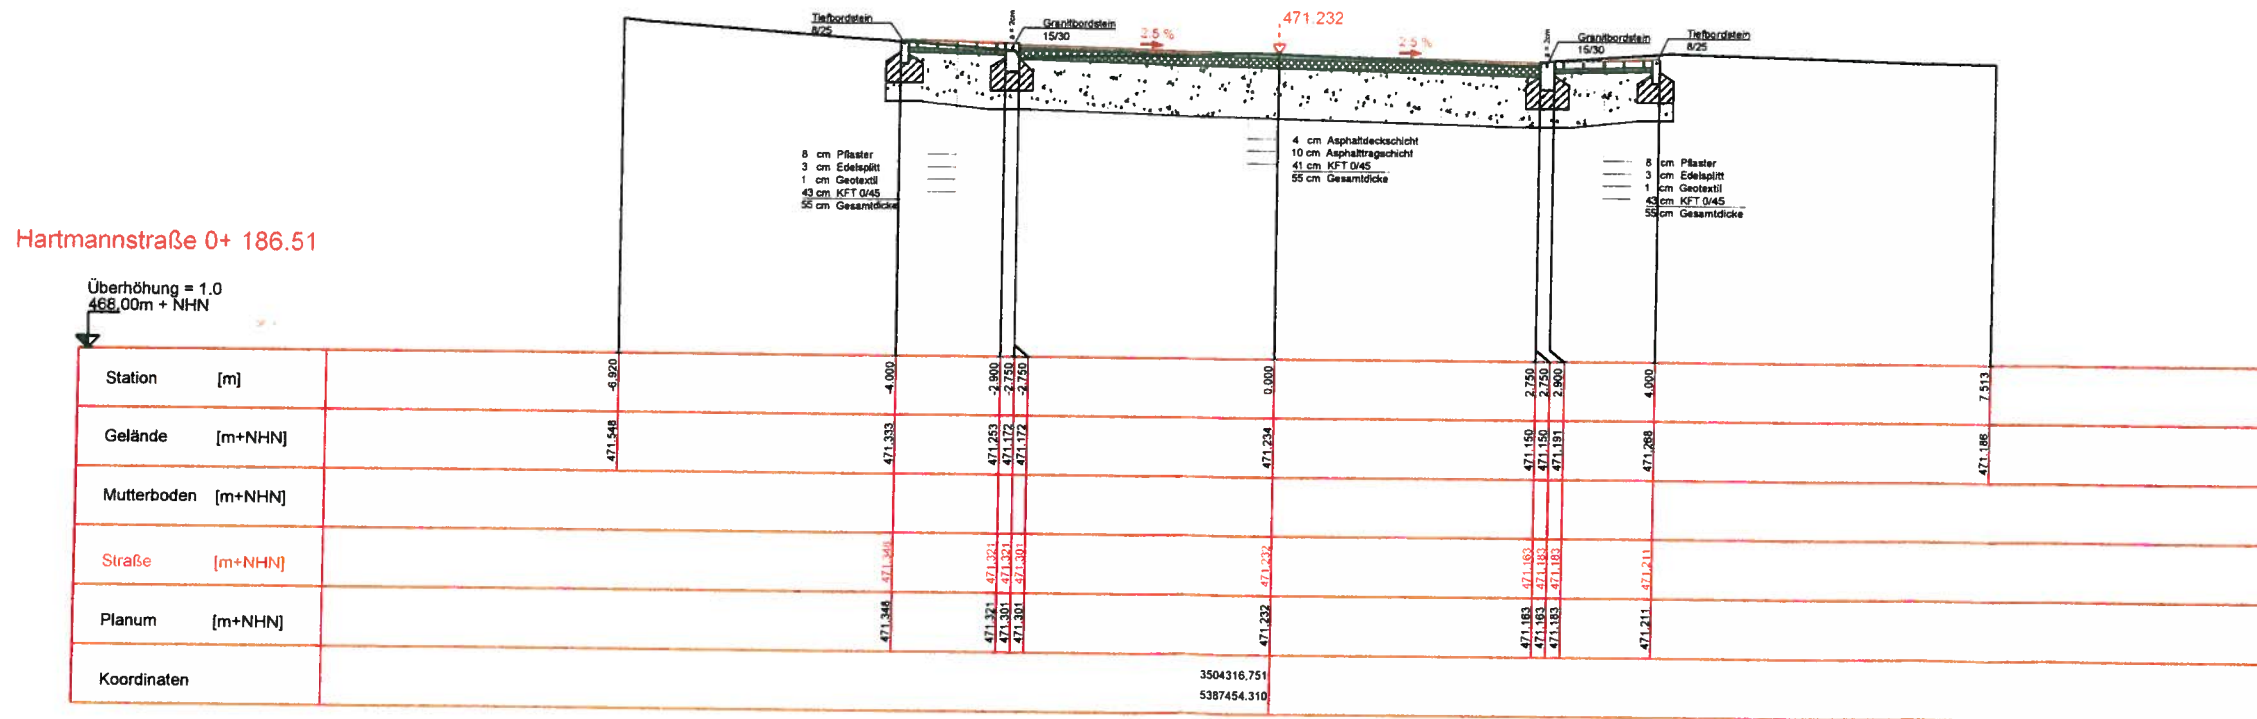 471.232
Tiefbordstein
8/25
a = 2cm
Granitbordstein
15/30
2.5 %
2.5 %
a = 2cm
Granitbordstein
15/30
Tiefbordstein
8/25
8 cm Pflaster
3 cm Edelsplitt
1 cm Geotextil
43 cm KFT 0/45
55 cm Gesamtdicke
4 cm Asphaltdeckschicht
10 cm Asphalttragschicht
41 cm KFT 0/45
55 cm Gesamtdicke
8 cm Pflaster
3 cm Edelsplitt
1 cm Geotextil
43 cm KFT 0/45
55 cm Gesamtdicke
Hartmannstraße 0+ 186.51
Überhöhung = 1.0
468,00m + NHN
Station [m] -6.920 -4.000 -2.900 -2.750 -2.750 0.000 2.750 2.750 2.900 4.000 7.513
Gelände [m+NHN] 471.548 471.333 471.253 471.172 471.172 471.234 471.150 471.150 471.191 471.268 471.186
Mutterboden [m+NHN]
Straße [m+NHN] 471.348 471.321 471.321 471.301 471.232 471.163 471.183 471.183 471.211
Planum [m+NHN] 471.348 471.321 471.301 471.301 471.232 471.163 471.163 471.183 471.211
Koordinaten
3504316,751
5387454.310